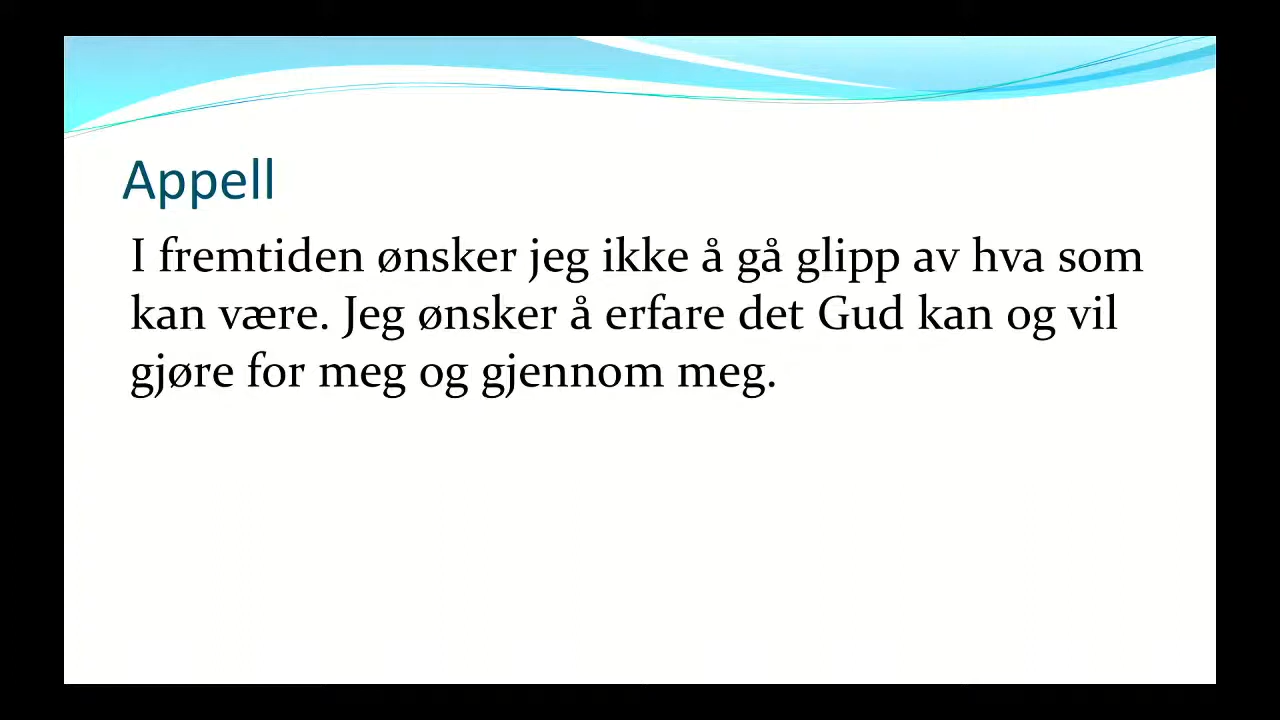 Appell
I fremtiden ønsker jeg ikke å gå glipp av hva som
kan være. Jeg ønsker å erfare det Gud kan og vil
gjøre for meg og gjennom meg.